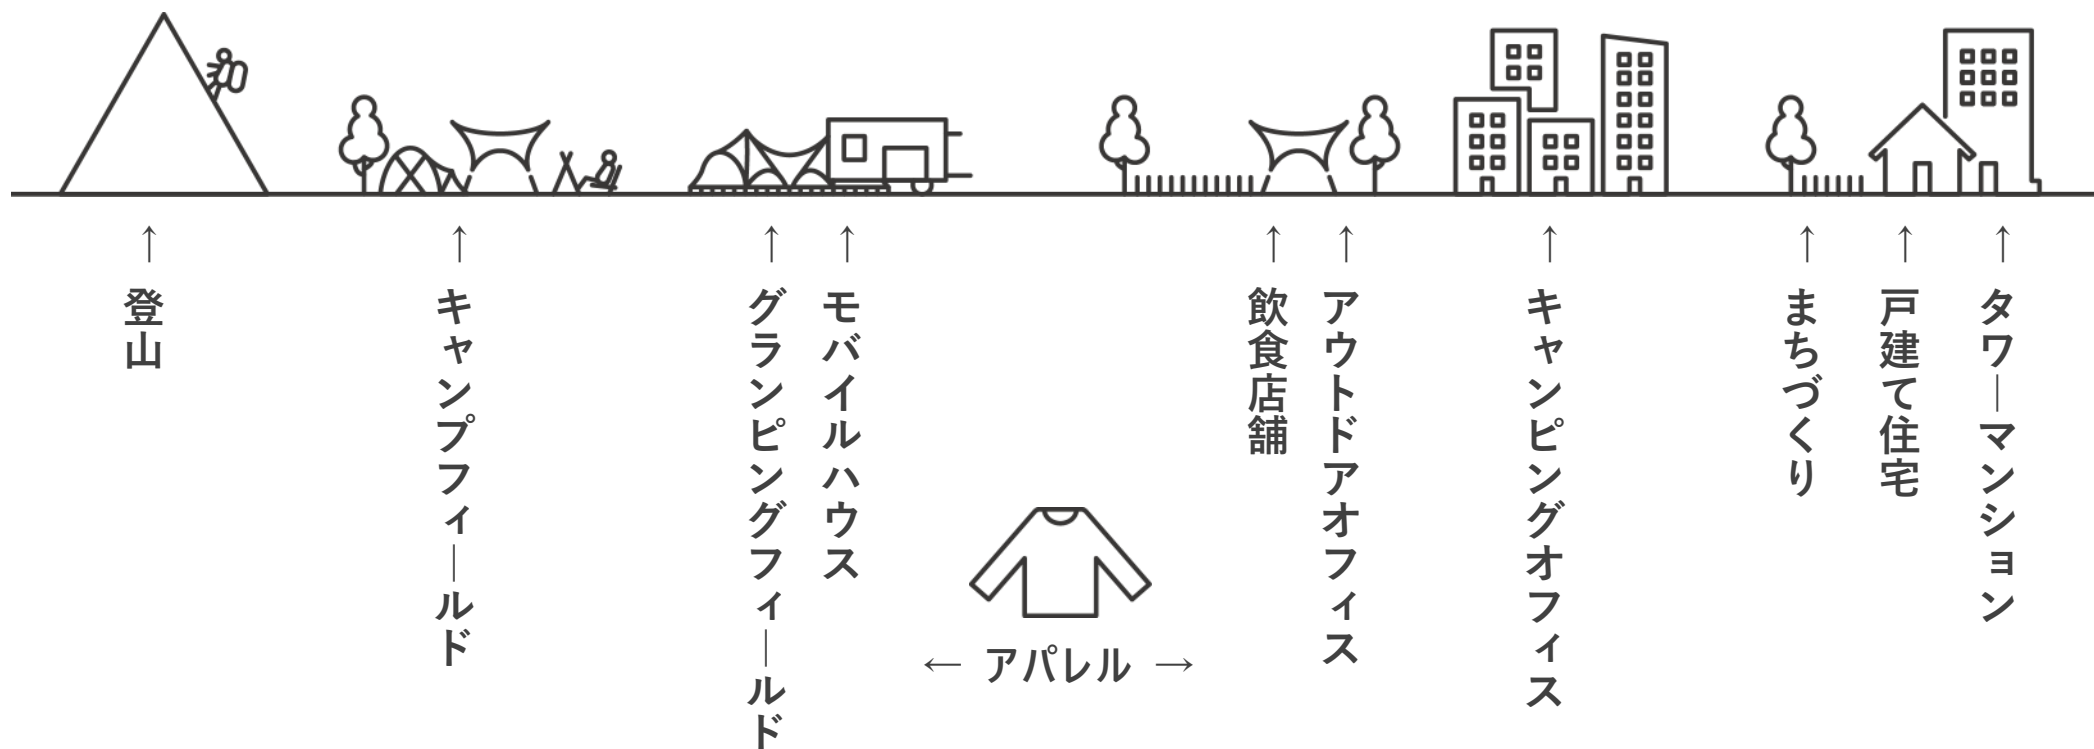 登山
キャンプフィールド
グランピングフィールド
モバイルハウス
← アパレル →
飲食店舗
アウトドアオフィス
キャンピングオフィス
まちづくり
戸建て住宅
タワーマンション